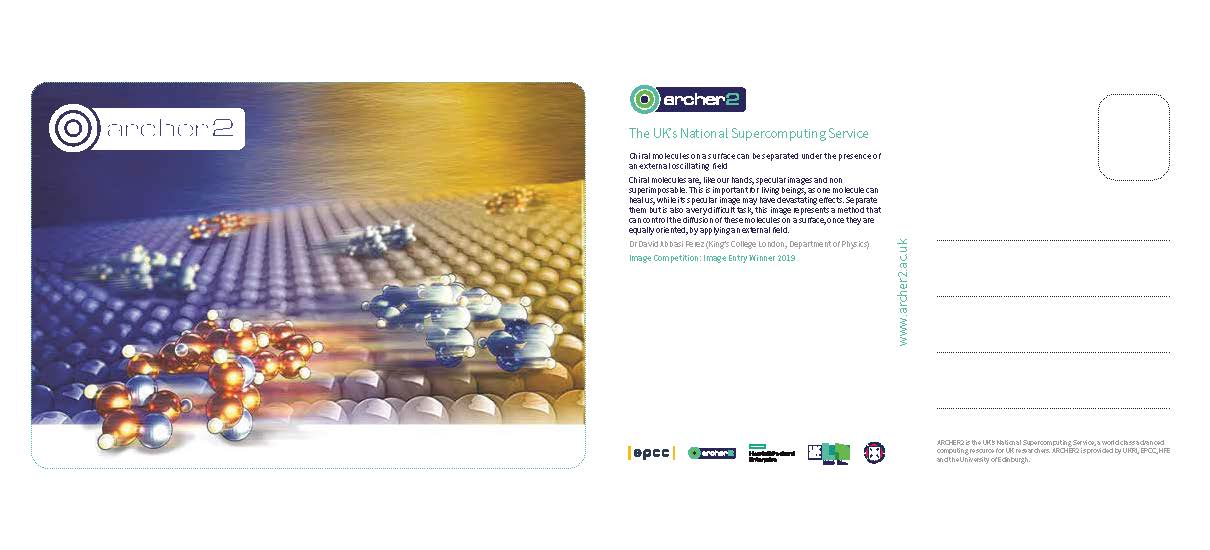 archer2
archer2
The UK's National Supercomputing Service
Chiral molecules on a surface can be separated under the presence of
an external oscillating field
Chiral molecules are, like our hands, specular images and non
superimposable. This is important for living beings, as one molecule can
heal us, while its specular image may have devastating effects. Separate
them but is also a very difficult task, this image represents a method that
can control the diffusion of these molecules on a surface, once they are
equally oriented, by applying an external field.
Dr David Abbasi Perez (King's College London, Department of Physics)
Image Competition: Image Entry Winner 2019
www.archer2.ac.uk
epcc
archer2
Hewlett Packard
Enterprise
ARCHER2 is the UK's National Supercomputing Service, a world class advanced
computing resource for UK researchers. ARCHER2 is provided by UKRI, EPCC, HPE
and the University of Edinburgh.